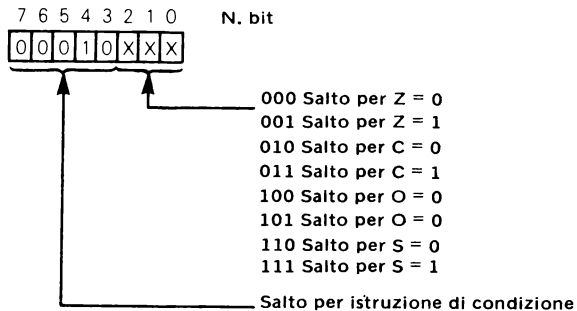 7 6 5 4 3 2 1 0 N. bit
0 0 0 1 0 X X X
000 Salto per Z = 0
001 Salto per Z = 1
010 Salto per C = 0
011 Salto per C = 1
100 Salto per O = 0
101 Salto per O = 0
110 Salto per S = 0
111 Salto per S = 1
Salto per istruzione di condizione